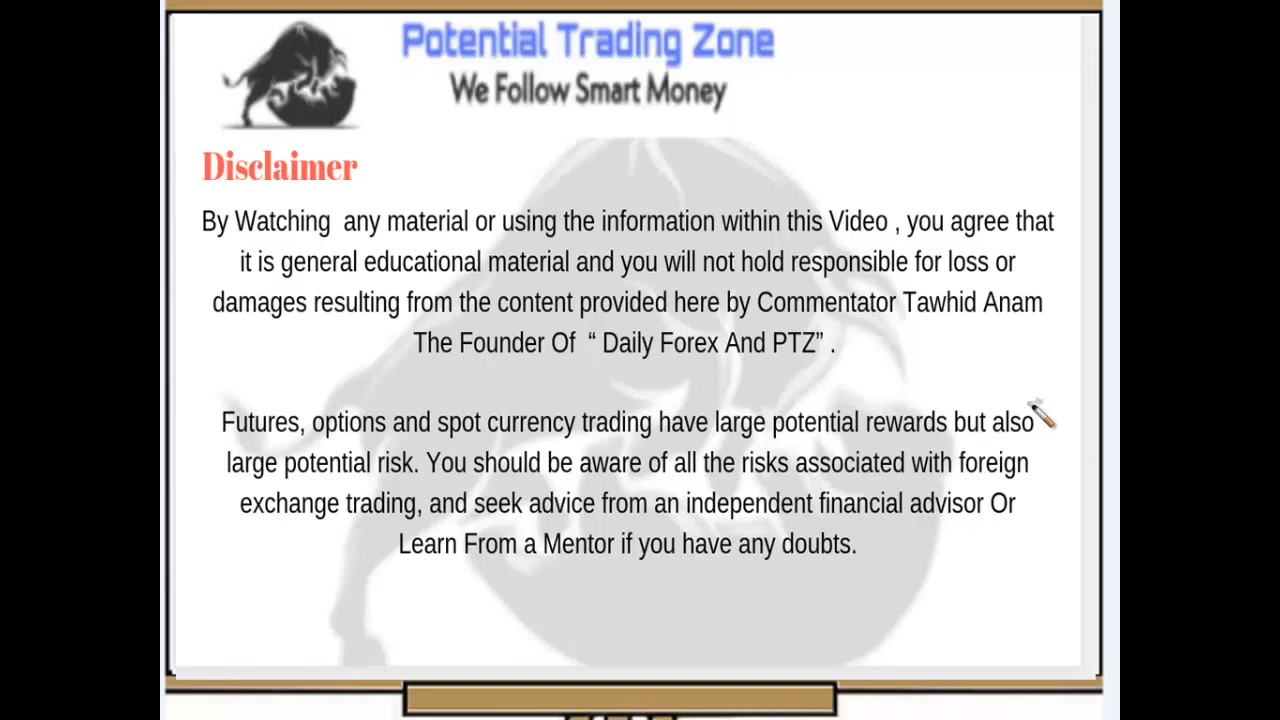 Potential Trading Zone
We Follow Smart Money
Disclaimer
By Watching any material or using the information within this Video , you agree that
it is general educational material and you will not hold responsible for loss or
damages resulting from the content provided here by Commentator Tawhid Anam
The Founder Of “ Daily Forex And PTZ” .
Futures, options and spot currency trading have large potential rewards but also
large potential risk. You should be aware of all the risks associated with foreign
exchange trading, and seek advice from an independent financial advisor Or
Learn From a Mentor if you have any doubts.